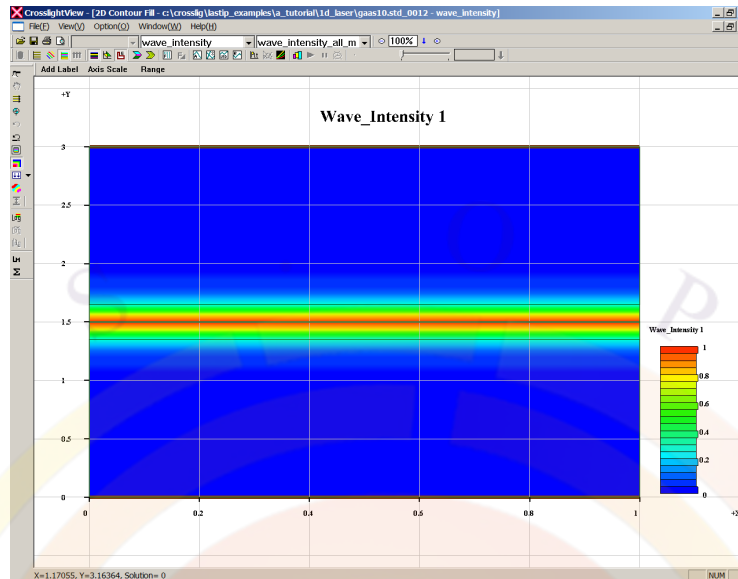 CrosslightView - [2D Contour Fill - c:\crosslig\lastip_examples\a_tutorial\1d_laser\gaas10.std_0012 - wave_intensity]
File(F) View(V) Option(O) Window(W) Help(H)
wave_intensity wave_intensity_all_m 100%
Add Label Axis Scale Range
+Y
Wave_Intensity 1
3
2.5
2
1.5
Wave_Intensity 1
1
0.8
1
0.6
0.5
0.4
0.2
0
0
0 0.2 0.4 0.6 0.8 1
X=1.17055, Y=3.16364, Solution= 0 NUM